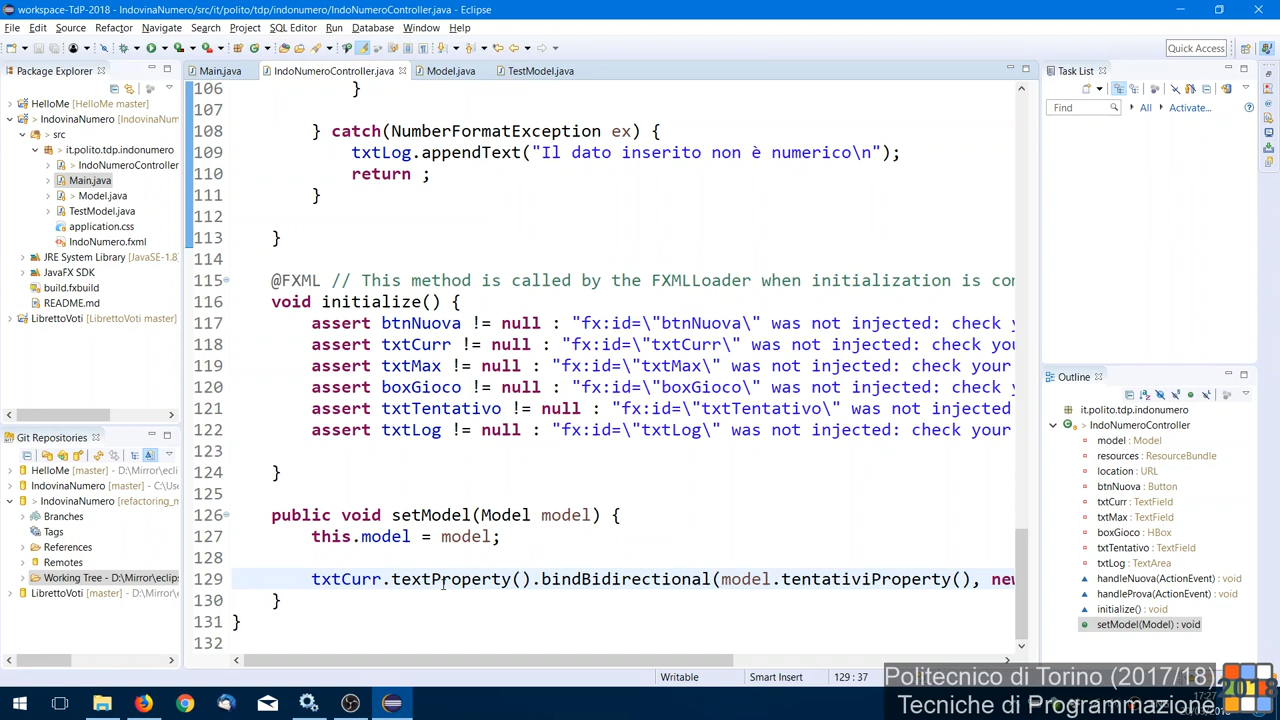 workspace-TdP-2018 - IndovinaNumero/src/it/polito/tdp/indonumero/IndoNumeroController.java - Eclipse
File Edit Source Refactor Navigate Search Project SQL Editor Run Database Window Help
Quick Access
Package Explorer
HelloMe [HelloMe master]
IndovinaNumero [IndovinaNum
src
it.polito.tdp.indonumero
IndoNumeroController
Main.java
Model.java
TestModel.java
application.css
IndoNumero.fxml
JRE System Library [JavaSE-1.8]
JavaFX SDK
build.fxbuild
README.md
LibrettoVoti [LibrettoVoti master]
Git Repositories
HelloMe [master] - D:\Mirror\ecli
IndovinaNumero [master] - C:\Use
IndovinaNumero [refactoring_m
Branches
Tags
References
Remotes
Working Tree - D:\Mirror\eclips
LibrettoVoti [master] - D:\Mirror\
Main.java IndoNumeroController.java Model.java TestModel.java
106 }
107
108 } catch(NumberFormatException ex) {
109 txtLog.appendText("Il dato inserito non è numerico\n");
110 return ;
111 }
112
113 }
114
115 @FXML // This method is called by the FXMLLoader when initialization is con
116 void initialize() {
117 assert btnNuova != null : "fx:id=\"btnNuova\" was not injected: check y
118 assert txtCurr != null : "fx:id=\"txtCurr\" was not injected: check you
119 assert txtMax != null : "fx:id=\"txtMax\" was not injected: check your
120 assert boxGioco != null : "fx:id=\"boxGioco\" was not injected: check y
121 assert txtTentativo != null : "fx:id=\"txtTentativo\" was not injected
122 assert txtLog != null : "fx:id=\"txtLog\" was not injected: check your
123
124 }
125
126 public void setModel(Model model) {
127 this.model = model;
128
129 txtCurr.textProperty().bindBidirectional(model.tentativiProperty(), new
130 }
131 }
132
Task List
Find All Activate...
Outline
it.polito.tdp.indonumero
IndoNumeroController
model : Model
resources : ResourceBundle
location : URL
btnNuova : Button
txtCurr : TextField
txtMax : TextField
boxGioco : HBox
txtTentativo : TextField
txtLog : TextArea
handleNuova(ActionEvent)
handleProva(ActionEvent) :
initialize() : void
setModel(Model) : void
Writable Smart Insert 129 : 37
Politecnico di Torino (2017/18)
Tecniche di Programmazione
2018
17:27